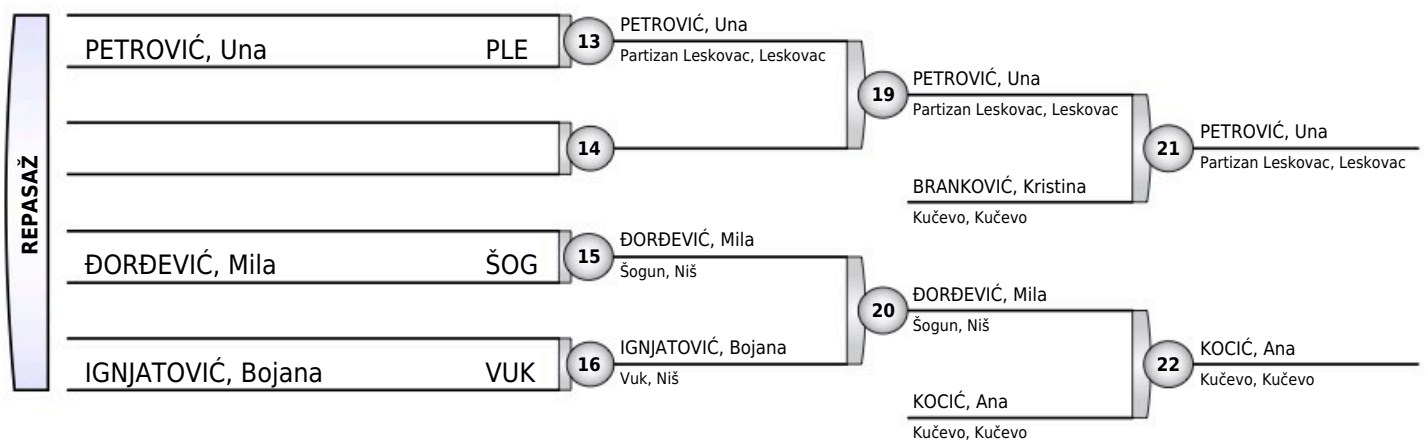 REPASAŽ
PETROVIĆ, Una PLE
13
PETROVIĆ, Una
Partizan Leskovac, Leskovac
14
19
PETROVIĆ, Una
Partizan Leskovac, Leskovac
BRANKOVIĆ, Kristina
Kučevo, Kučevo
21
PETROVIĆ, Una
Partizan Leskovac, Leskovac
ĐORĐEVIĆ, Mila ŠOG
15
ĐORĐEVIĆ, Mila
Šogun, Niš
IGNJATOVIĆ, Bojana VUK
16
IGNJATOVIĆ, Bojana
Vuk, Niš
20
ĐORĐEVIĆ, Mila
Šogun, Niš
KOCIĆ, Ana
Kučevo, Kučevo
22
KOCIĆ, Ana
Kučevo, Kučevo